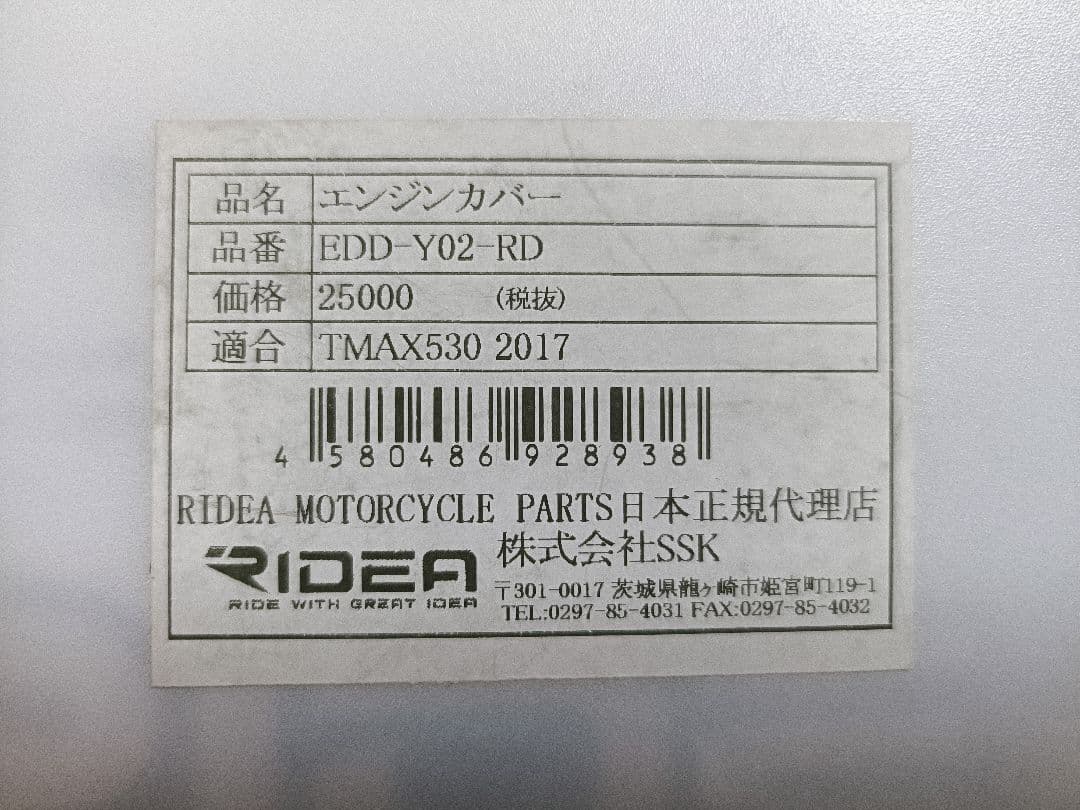 品名 エンジンカバー
品番 EDD-Y02-RD
価格 25000 (税抜)
適合 TMAX530 2017
4 580486 928938
RIDEA MOTORCYCLE PARTS日本正規代理店
株式会社SSK
RIDEA
RIDE WITH GREAT IDEA
〒301-0017 茨城県龍ヶ崎市姫宮町119-1
TEL:0297-85-4031 FAX:0297-85-4032